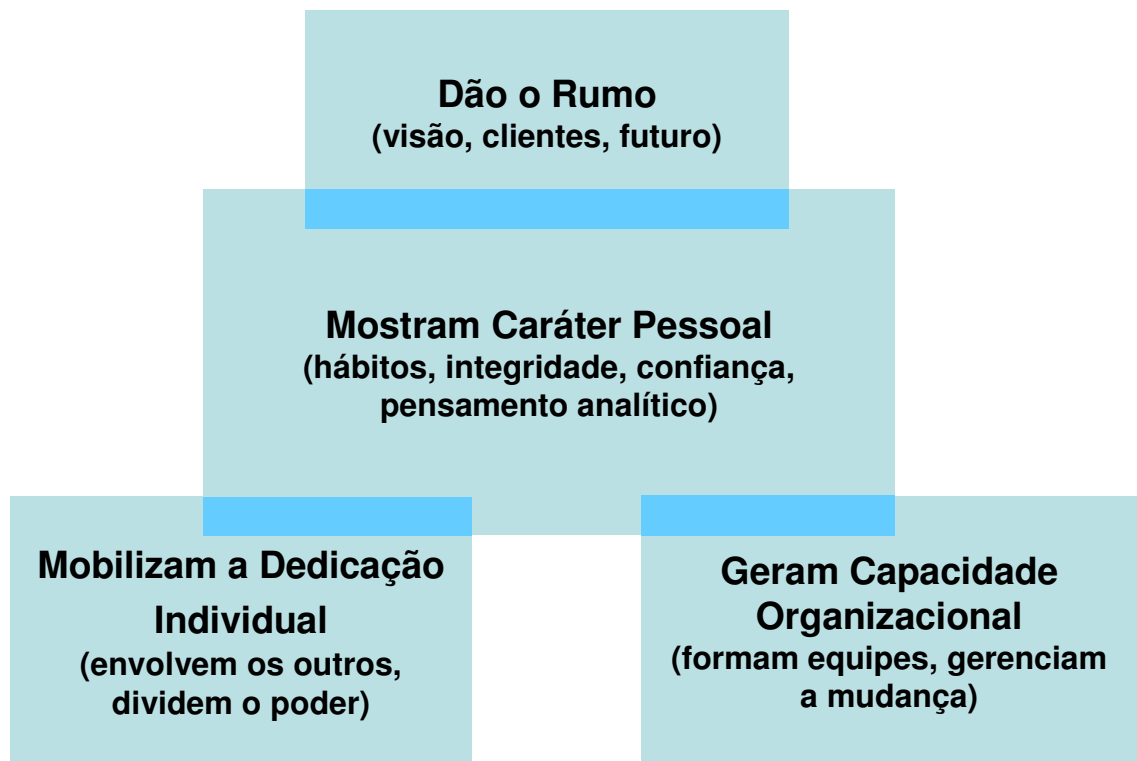 Dão o Rumo
(visão, clientes, futuro)
Mostram Caráter Pessoal
(hábitos, integridade, confiança,
pensamento analítico)
Mobilizam a Dedicação
Individual
(envolvem os outros,
dividem o poder)
Geram Capacidade
Organizacional
(formam equipes, gerenciam
a mudança)